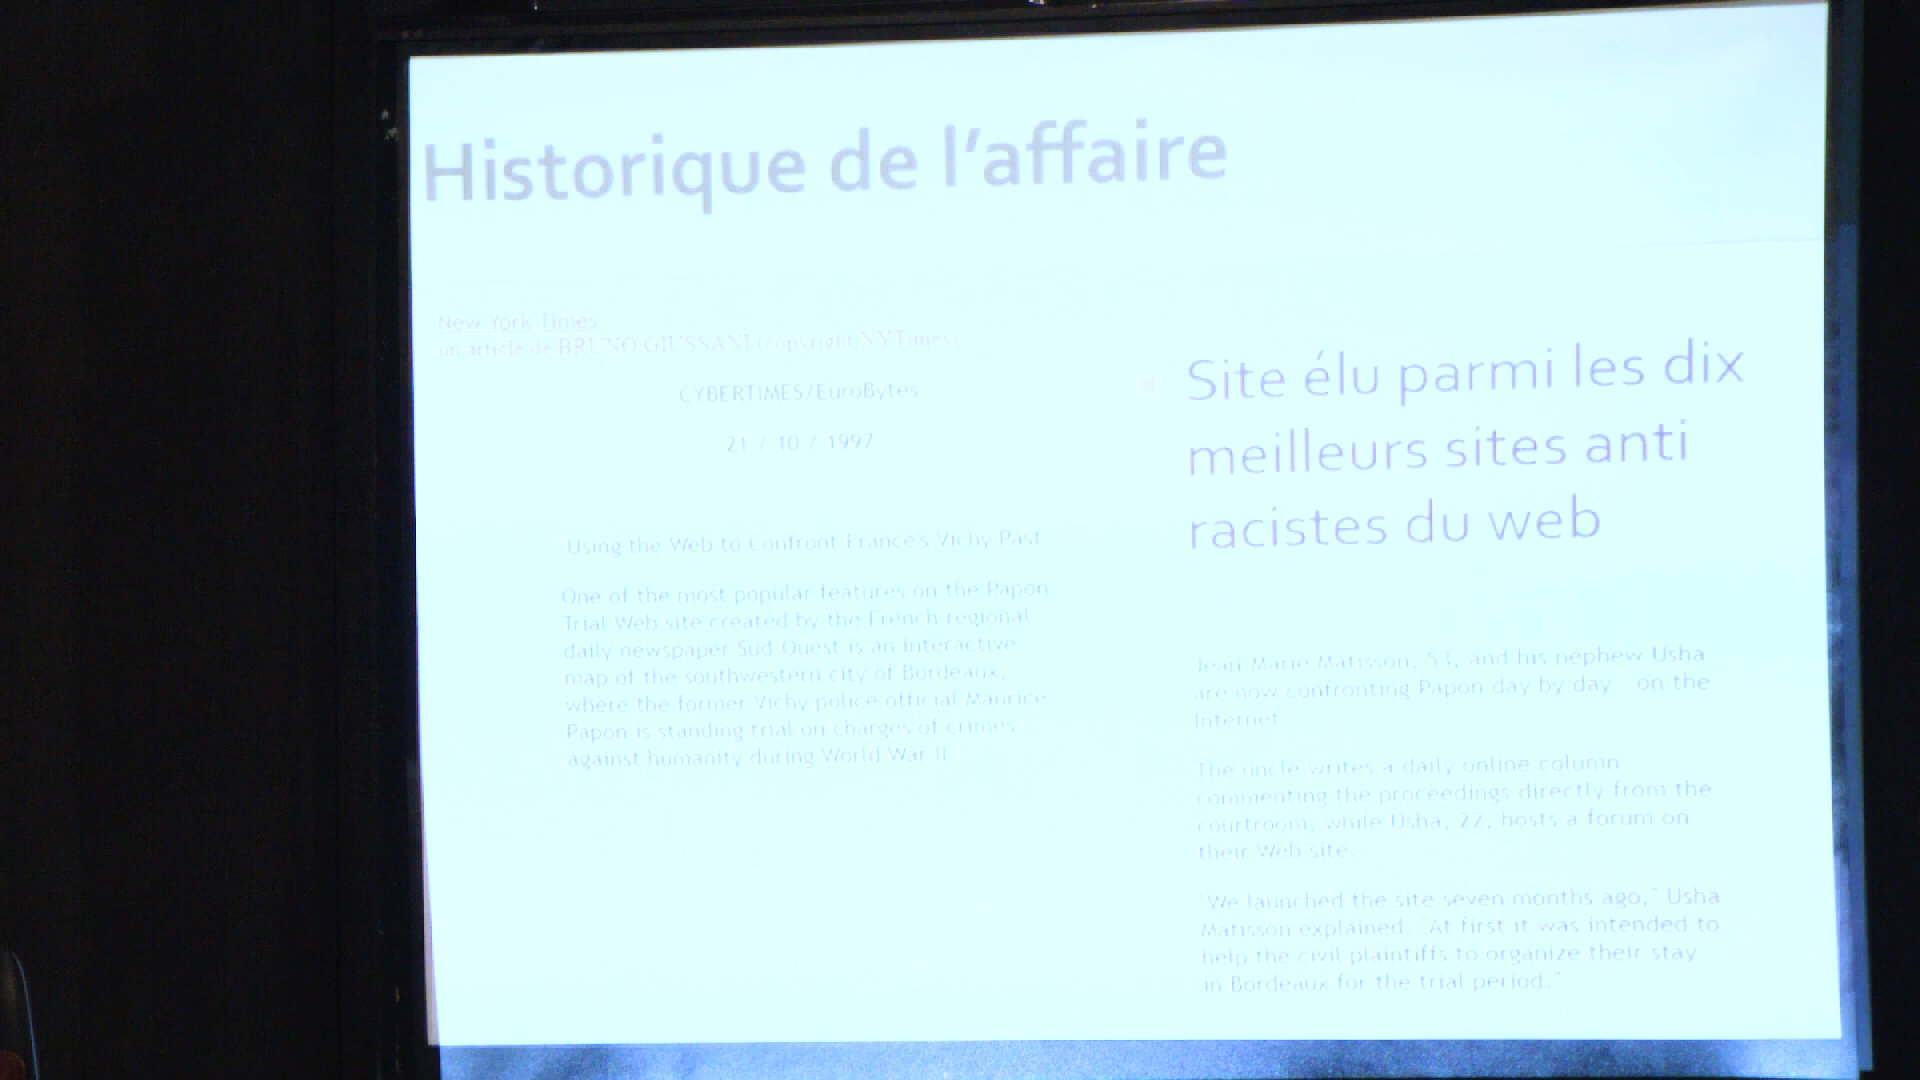 Historique de l'affaire
New York Times
un article de BRUNO GIUSSANI (copyright NYTimes)
CYBERTIMES/EuroBytes
21 / 10 / 1997
Using the Web to Confront France's Vichy Past
One of the most popular features on the Papon
Trial Web site created by the French regional
daily newspaper Sud-Ouest is an interactive
map of the southwestern city of Bordeaux,
where the former Vichy police official Maurice
Papon is standing trial on charges of crimes
against humanity during World War II.
Site élu parmi les dix
meilleurs sites anti
racistes du web
Jean-Marie Matisson, 53, and his nephew Usha
are now confronting Papon day by day on the
Internet
The uncle writes a daily online column
commenting the proceedings directly from the
courtroom, while Usha, 22, hosts a forum on
their Web site.
"We launched the site seven months ago," Usha
Matisson explained. "At first it was intended to
help the civil plaintiffs to organize their stay
in Bordeaux for the trial period."